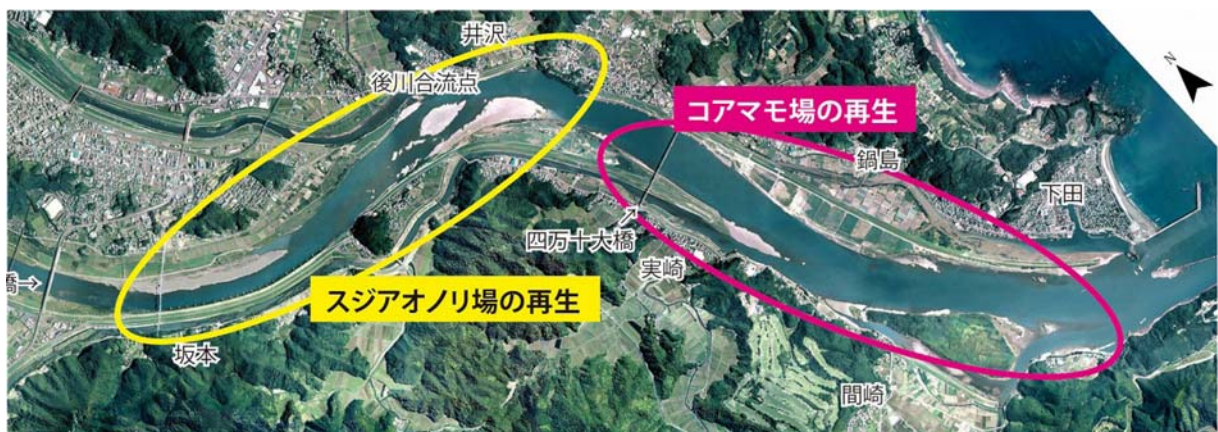 井沢
後川合流点
コアマモ場の再生
N
鍋島
下田
四万十大橋
実崎
橋→
スジアオノリ場の再生
坂本
間崎